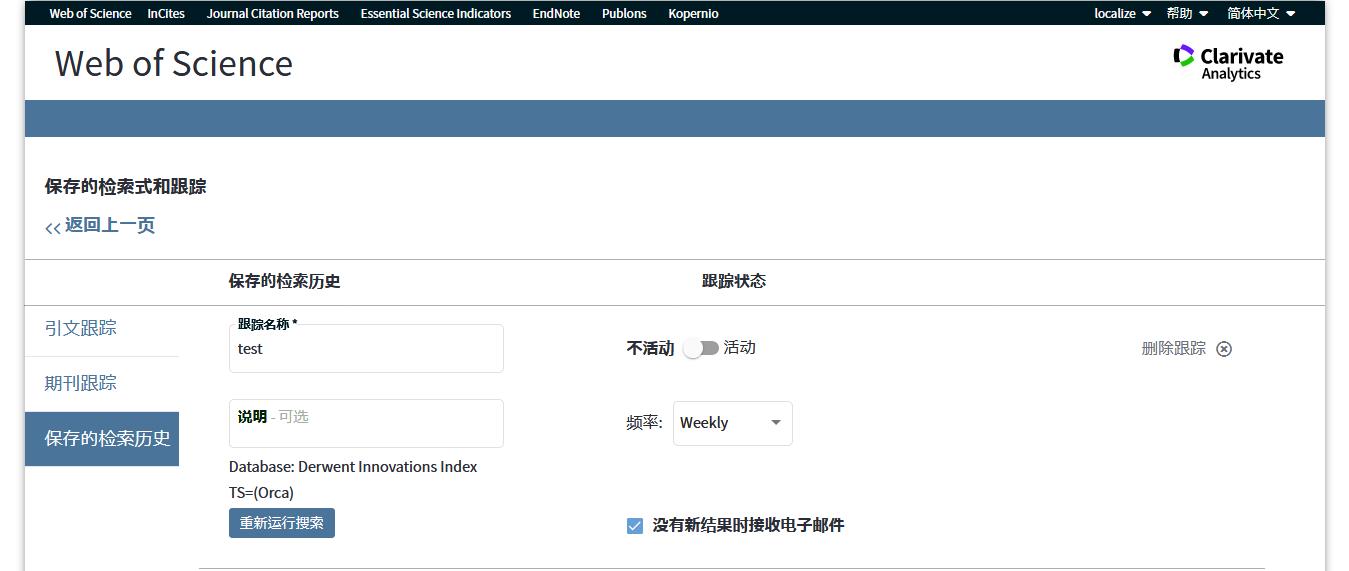 Web of Science InCites Journal Citation Reports Essential Science Indicators EndNote Publons Kopernio localize 帮助 简体中文
Web of Science
Clarivate
Analytics
保存的检索式和跟踪
<< 返回上一页
保存的检索历史 跟踪状态
引文跟踪
期刊跟踪
保存的检索历史
跟踪名称 *
test
不活动 活动
删除跟踪
说明 - 可选
频率: Weekly
Database: Derwent Innovations Index
TS=(Orca)
重新运行搜索
没有新结果时接收电子邮件